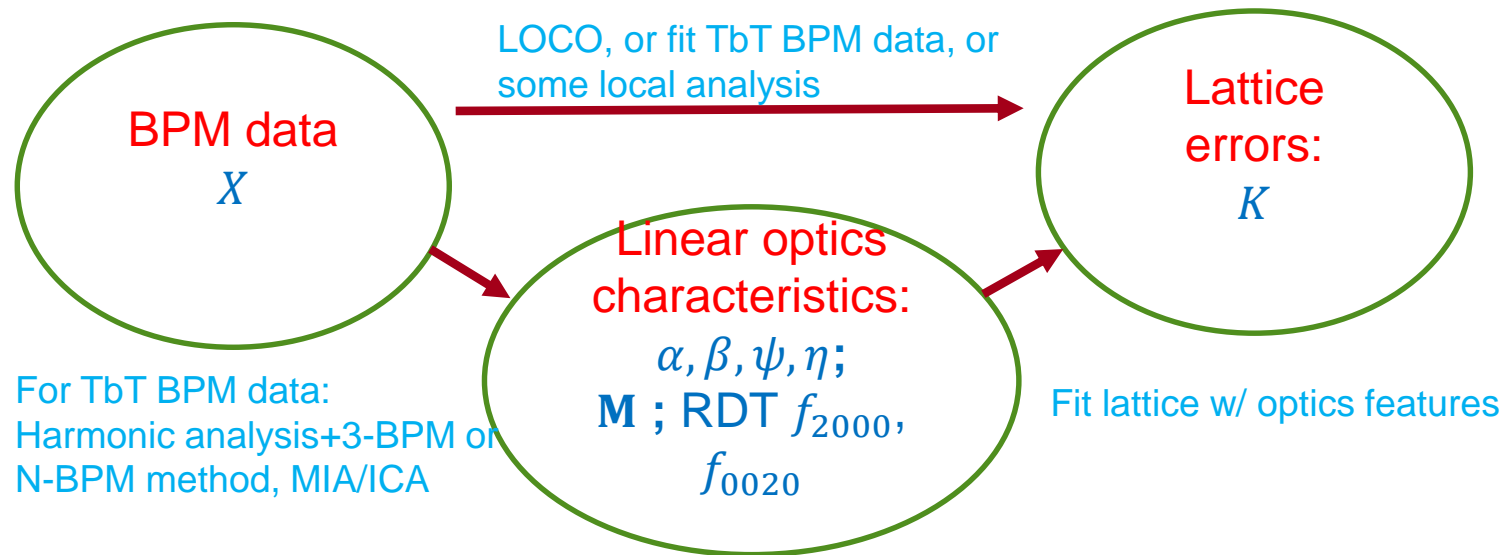 LOCO, or fit TbT BPM data, or
some local analysis
BPM data
X
Lattice
errors:
K
Linear optics
characteristics:
α, β, ψ, η;
M ; RDT f₂₀₀₀,
f₀₀₂₀
For TbT BPM data:
Harmonic analysis+3-BPM or
N-BPM method, MIA/ICA
Fit lattice w/ optics features